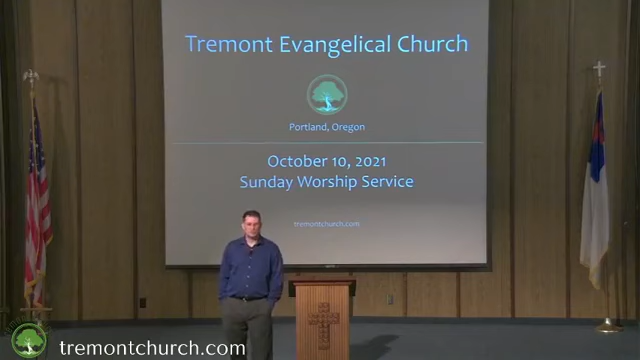 Tremont Evangelical Church
Portland, Oregon
October 10, 2021
Sunday Worship Service
tremontchurch.com
tremontchurch.com